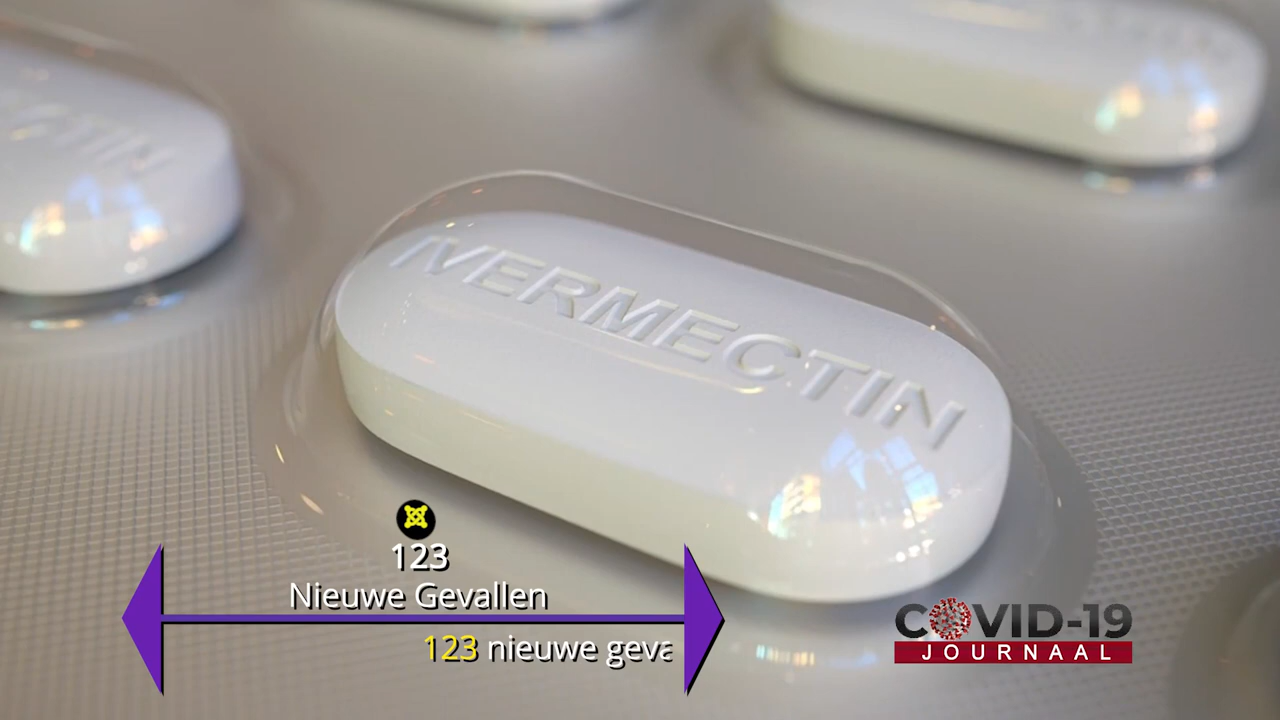 IVERMECTIN
123
Nieuwe Gevallen
123 nieuwe geva
COVID-19
JOURNAAL